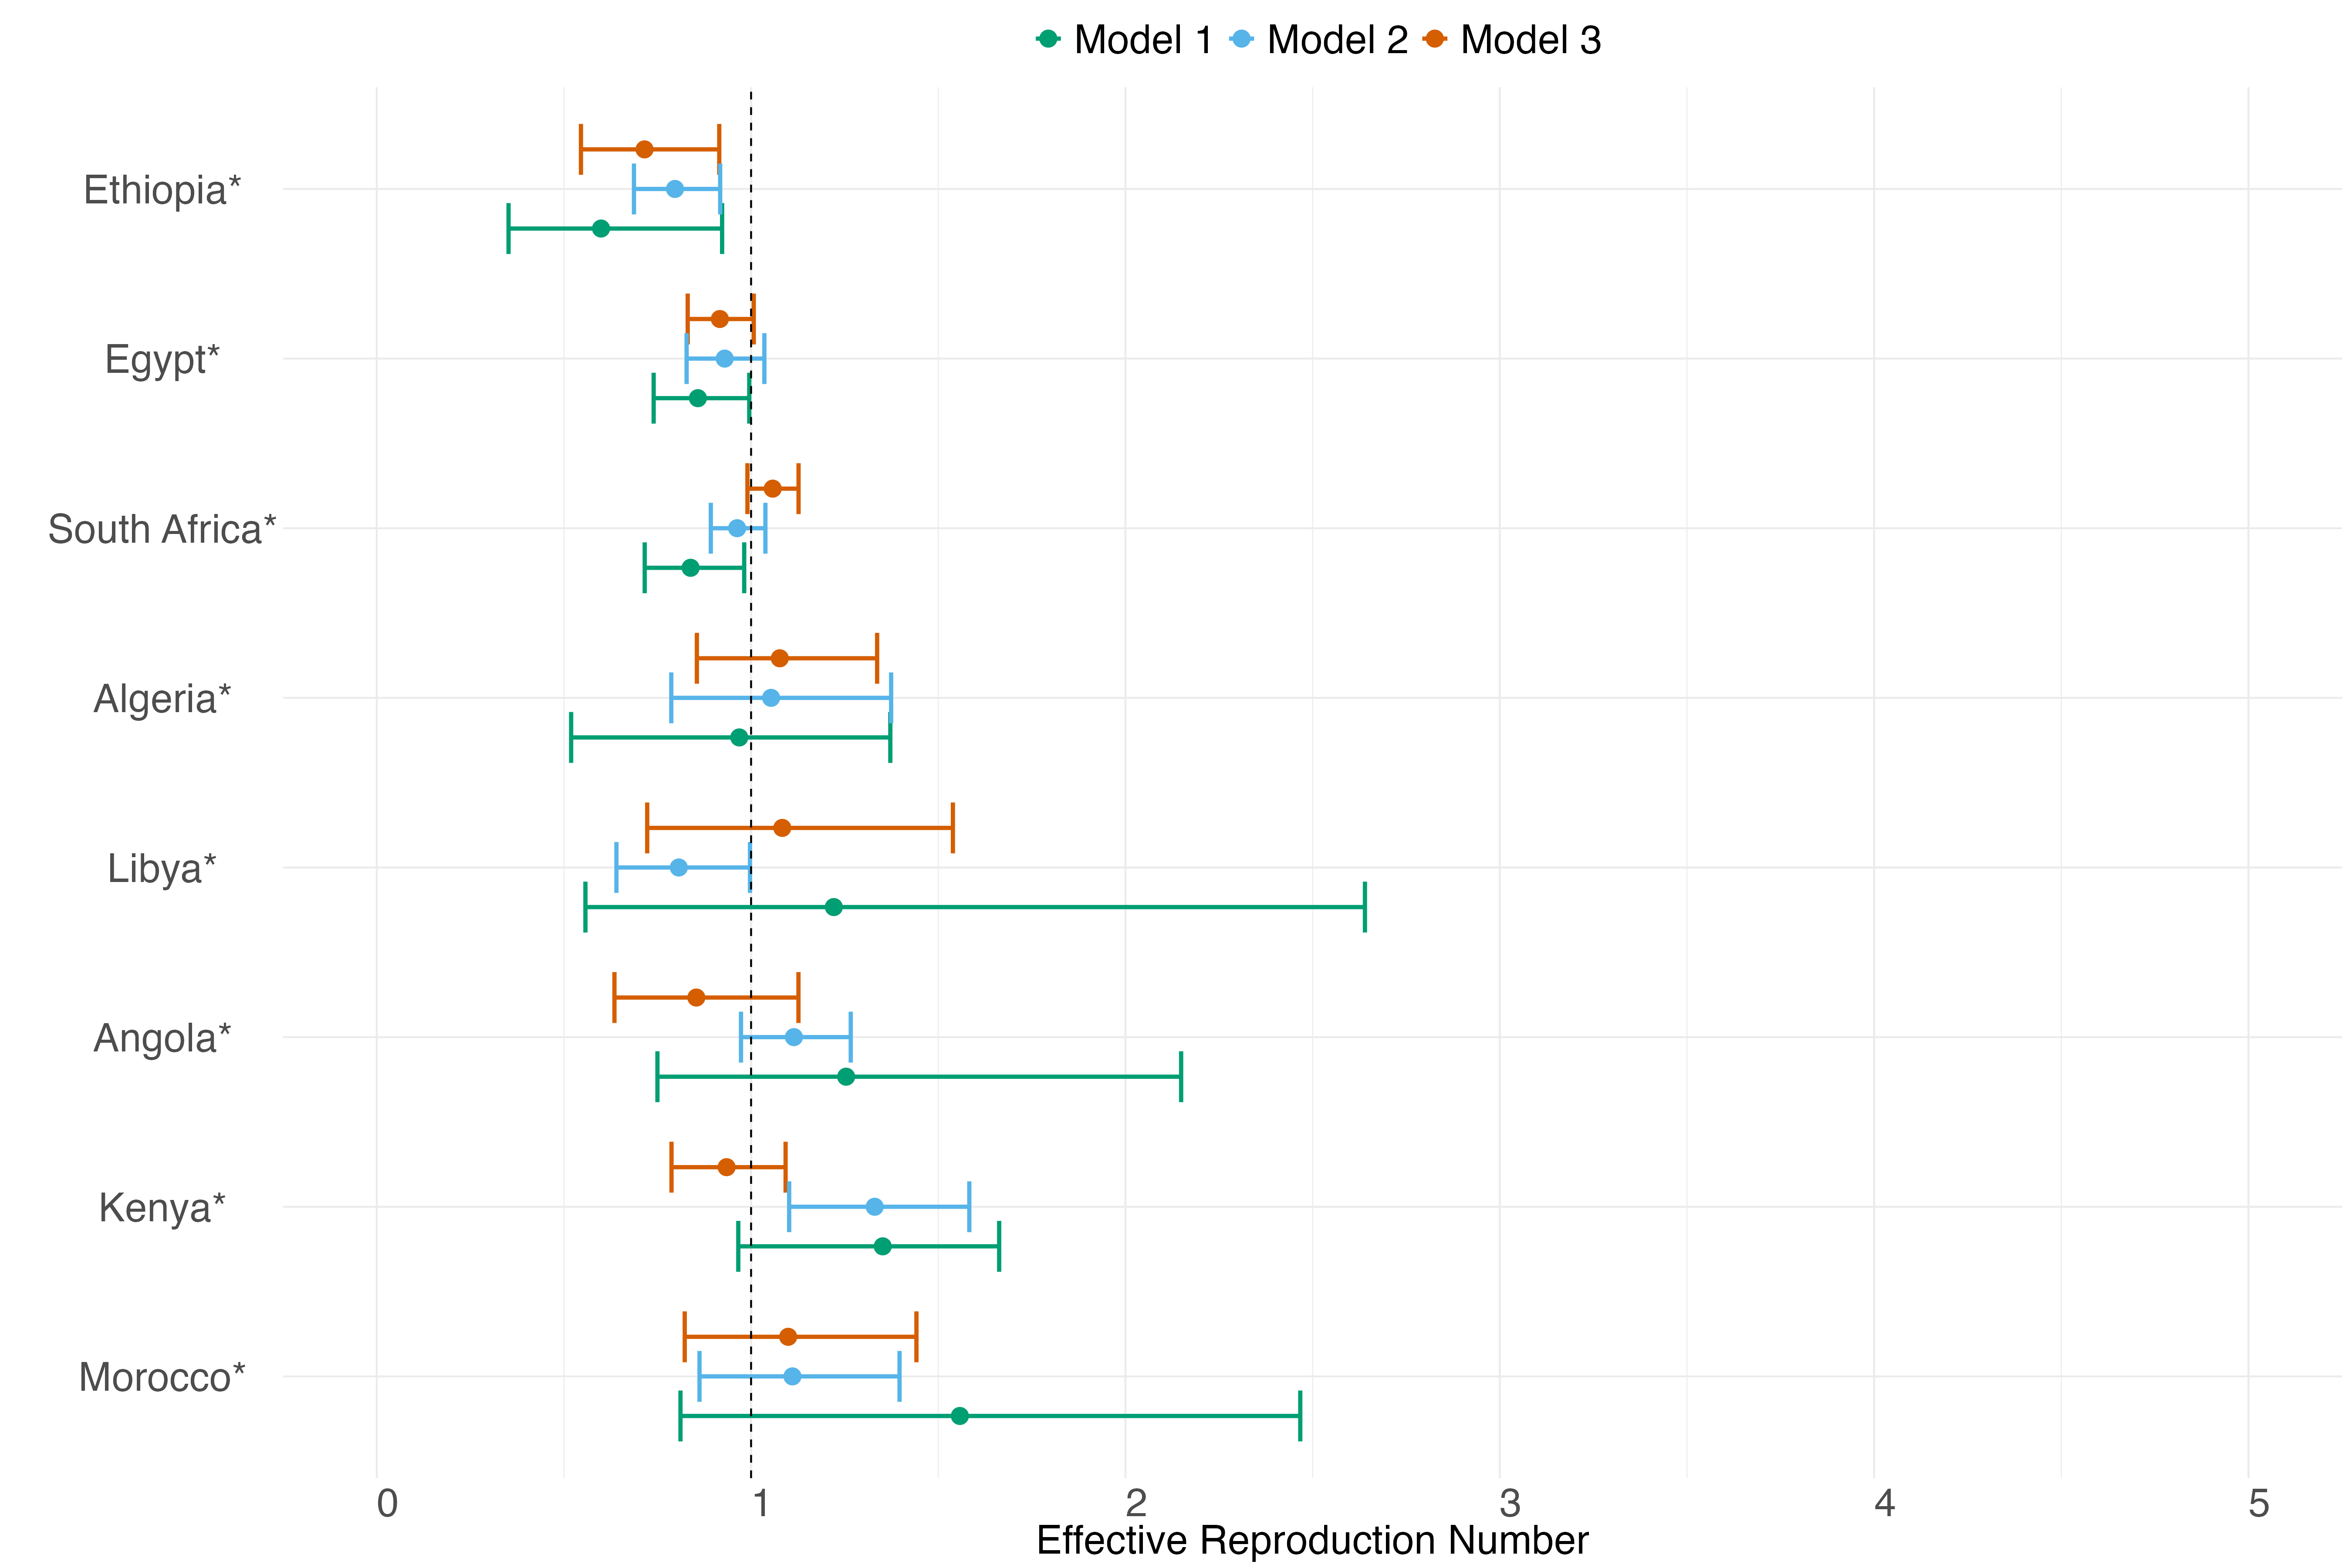 Model 1 Model 2 Model 3
Ethiopia*
Egypt*
South Africa*
Algeria*
Libya*
Angola*
Kenya*
Morocco*
0 1 2 3 4 5
Effective Reproduction Number